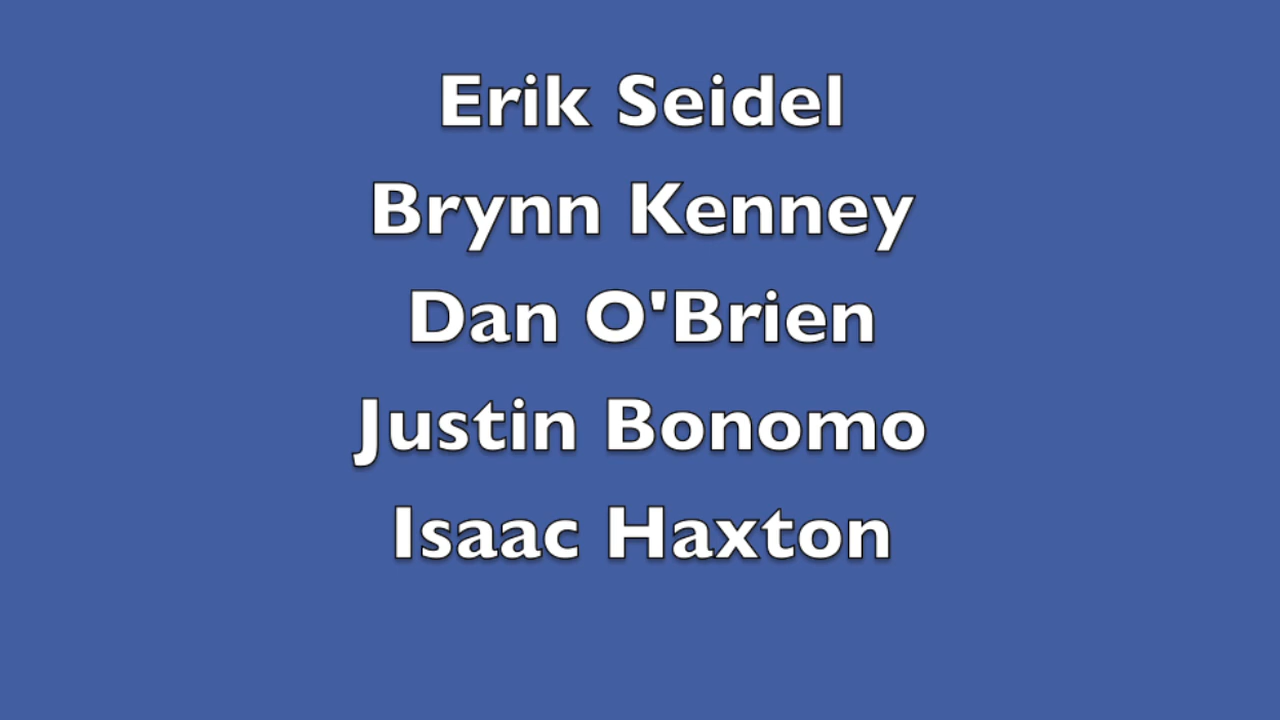 Erik Seidel
Brynn Kenney
Dan O'Brien
Justin Bonomo
Isaac Haxton